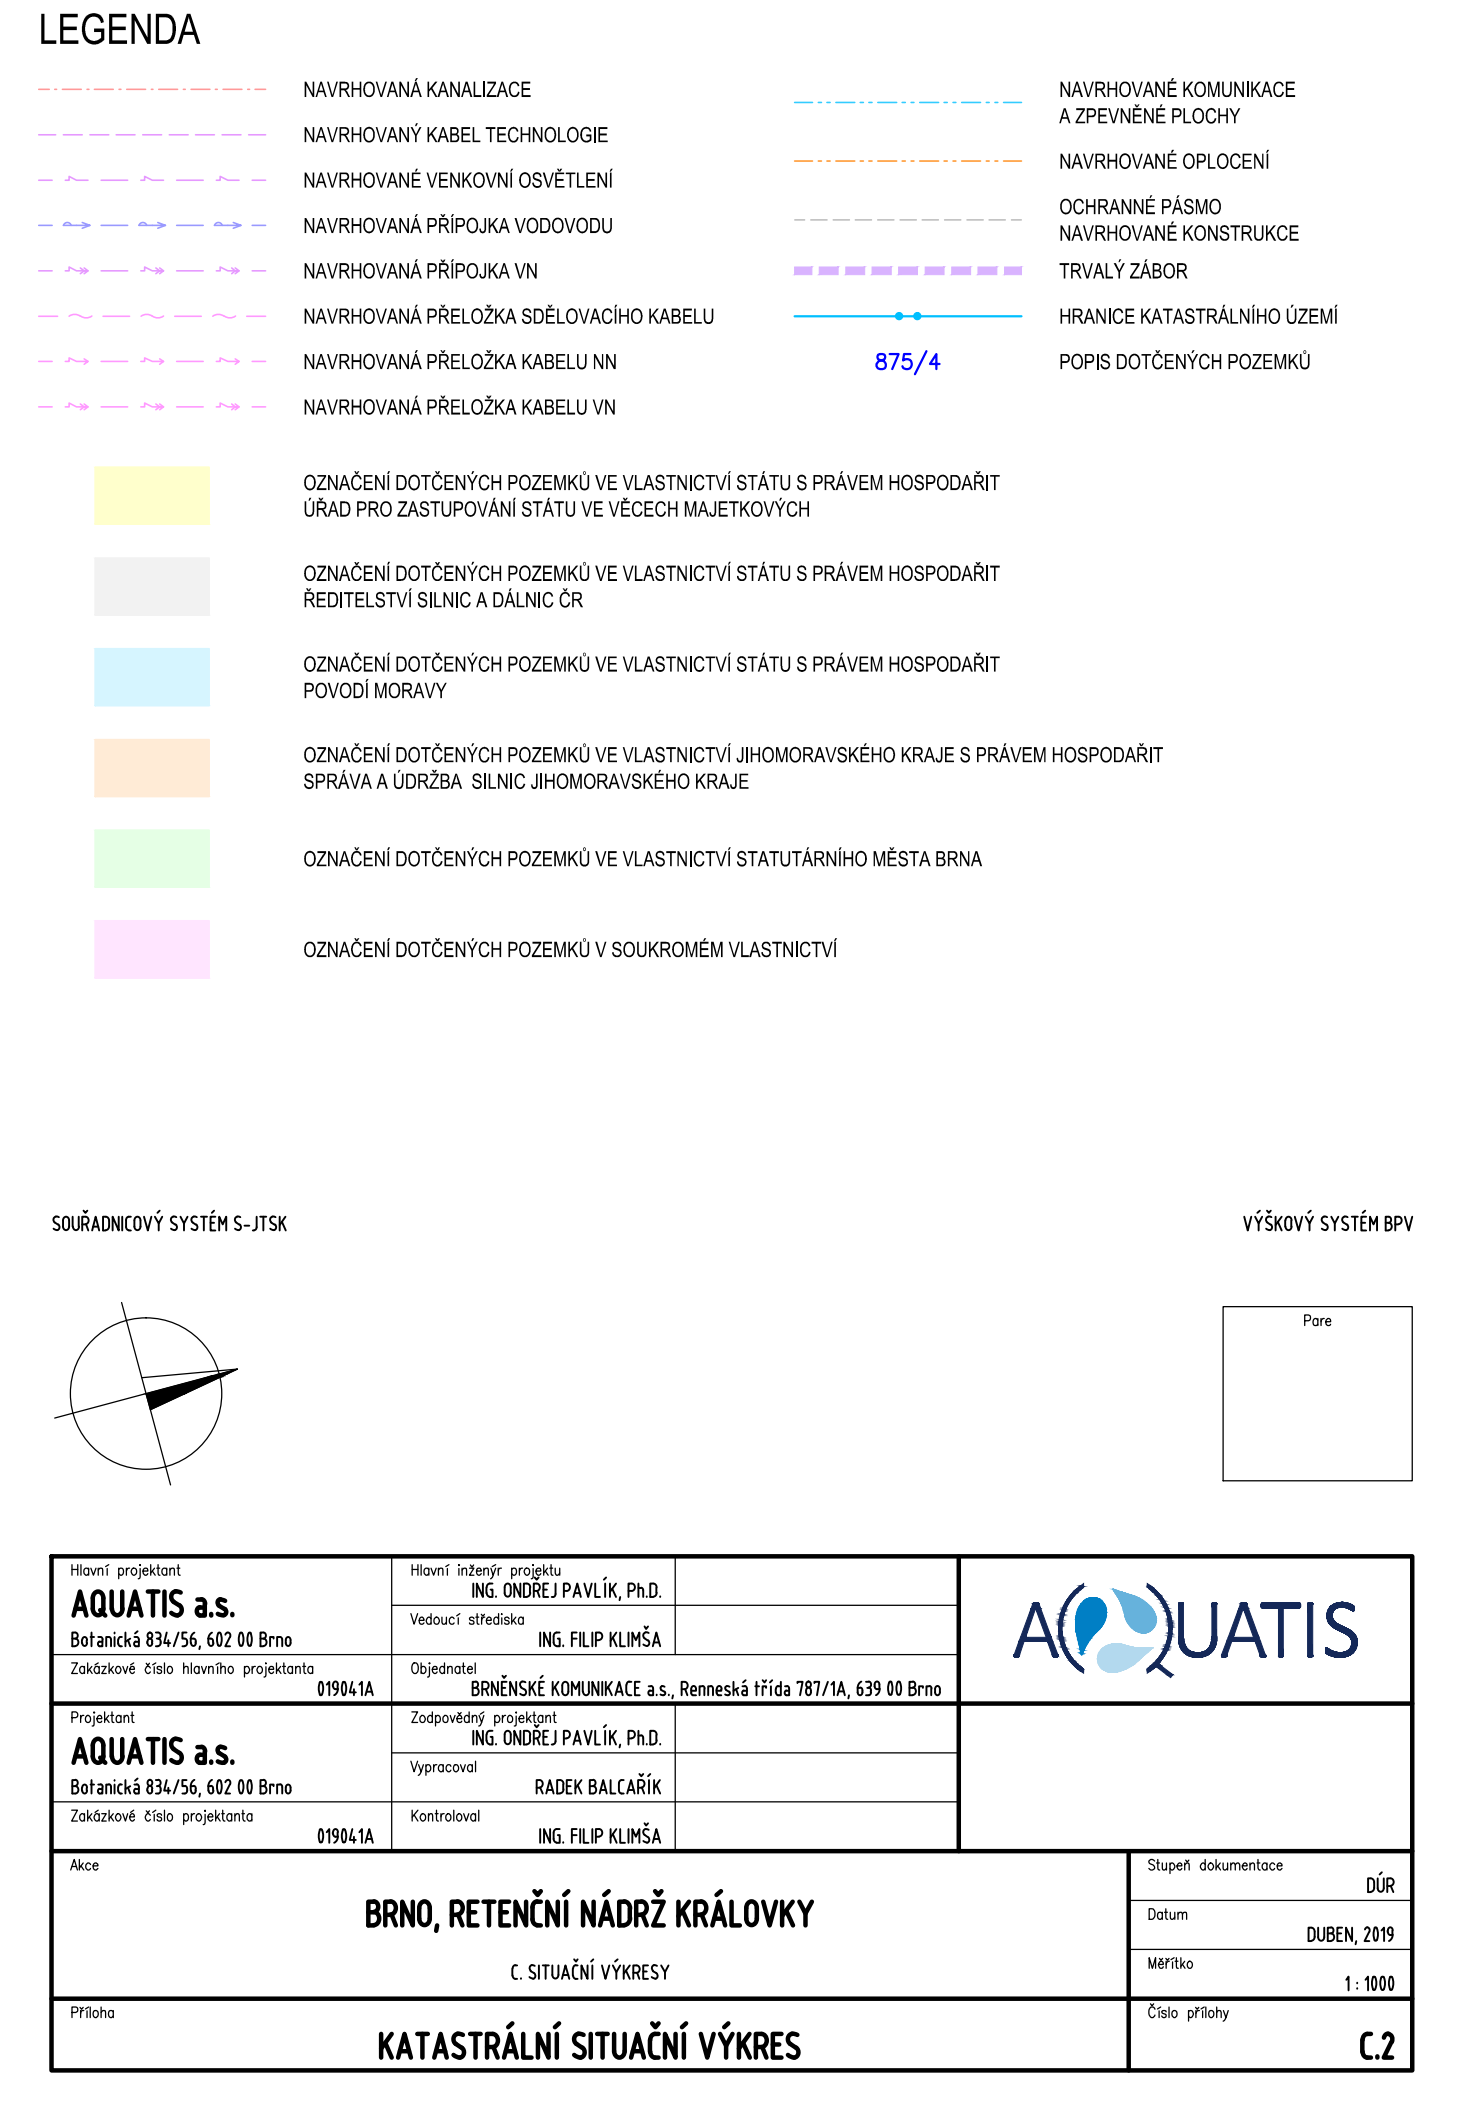 LEGENDA
NAVRHOVANÁ KANALIZACE
NAVRHOVANÝ KABEL TECHNOLOGIE
NAVRHOVANÉ VENKOVNÍ OSVĚTLENÍ
NAVRHOVANÁ PŘÍPOJKA VODOVODU
NAVRHOVANÁ PŘÍPOJKA VN
NAVRHOVANÁ PŘELOŽKA SDĚLOVACÍHO KABELU
NAVRHOVANÁ PŘELOŽKA KABELU NN
NAVRHOVANÁ PŘELOŽKA KABELU VN
NAVRHOVANÉ KOMUNIKACE
A ZPEVNĚNÉ PLOCHY
NAVRHOVANÉ OPLOCENÍ
OCHRANNÉ PÁSMO
NAVRHOVANÉ KONSTRUKCE
TRVALÝ ZÁBOR
HRANICE KATASTRÁLNÍHO ÚZEMÍ
875/4 POPIS DOTČENÝCH POZEMKŮ
OZNAČENÍ DOTČENÝCH POZEMKŮ VE VLASTNICTVÍ STÁTU S PRÁVEM HOSPODAŘIT
ÚŘAD PRO ZASTUPOVÁNÍ STÁTU VE VĚCECH MAJETKOVÝCH
OZNAČENÍ DOTČENÝCH POZEMKŮ VE VLASTNICTVÍ STÁTU S PRÁVEM HOSPODAŘIT
ŘEDITELSTVÍ SILNIC A DÁLNIC ČR
OZNAČENÍ DOTČENÝCH POZEMKŮ VE VLASTNICTVÍ STÁTU S PRÁVEM HOSPODAŘIT
POVODÍ MORAVY
OZNAČENÍ DOTČENÝCH POZEMKŮ VE VLASTNICTVÍ JIHOMORAVSKÉHO KRAJE S PRÁVEM HOSPODAŘIT
SPRÁVA A ÚDRŽBA SILNIC JIHOMORAVSKÉHO KRAJE
OZNAČENÍ DOTČENÝCH POZEMKŮ VE VLASTNICTVÍ STATUTÁRNÍHO MĚSTA BRNA
OZNAČENÍ DOTČENÝCH POZEMKŮ V SOUKROMÉM VLASTNICTVÍ
SOUŘADNICOVÝ SYSTÉM S-JTSK
VÝŠKOVÝ SYSTÉM BPV
Pare
Hlavní projektant
AQUATIS a.s.
Botanická 834/56, 602 00 Brno
Zakázkové číslo hlavního projektanta
019041A
Hlavní inženýr projektu
ING. ONDŘEJ PAVLÍK, Ph.D.
Vedoucí střediska
ING. FILIP KLIMŠA
Objednatel
BRNĚNSKÉ KOMUNIKACE a.s., Renneská třída 787/1A, 639 00 Brno
AQUATIS
Projektant
AQUATIS a.s.
Botanická 834/56, 602 00 Brno
Zakázkové číslo projektanta
019041A
Zodpovědný projektant
ING. ONDŘEJ PAVLÍK, Ph.D.
Vypracoval
RADEK BALCAŘÍK
Kontroloval
ING. FILIP KLIMŠA
Akce
BRNO, RETENČNÍ NÁDRŽ KRÁLOVKY
C. SITUAČNÍ VÝKRESY
Stupeň dokumentace
DÚR
Datum
DUBEN, 2019
Měřítko
1 : 1000
Příloha
KATASTRÁLNÍ SITUAČNÍ VÝKRES
Číslo přílohy
C.2